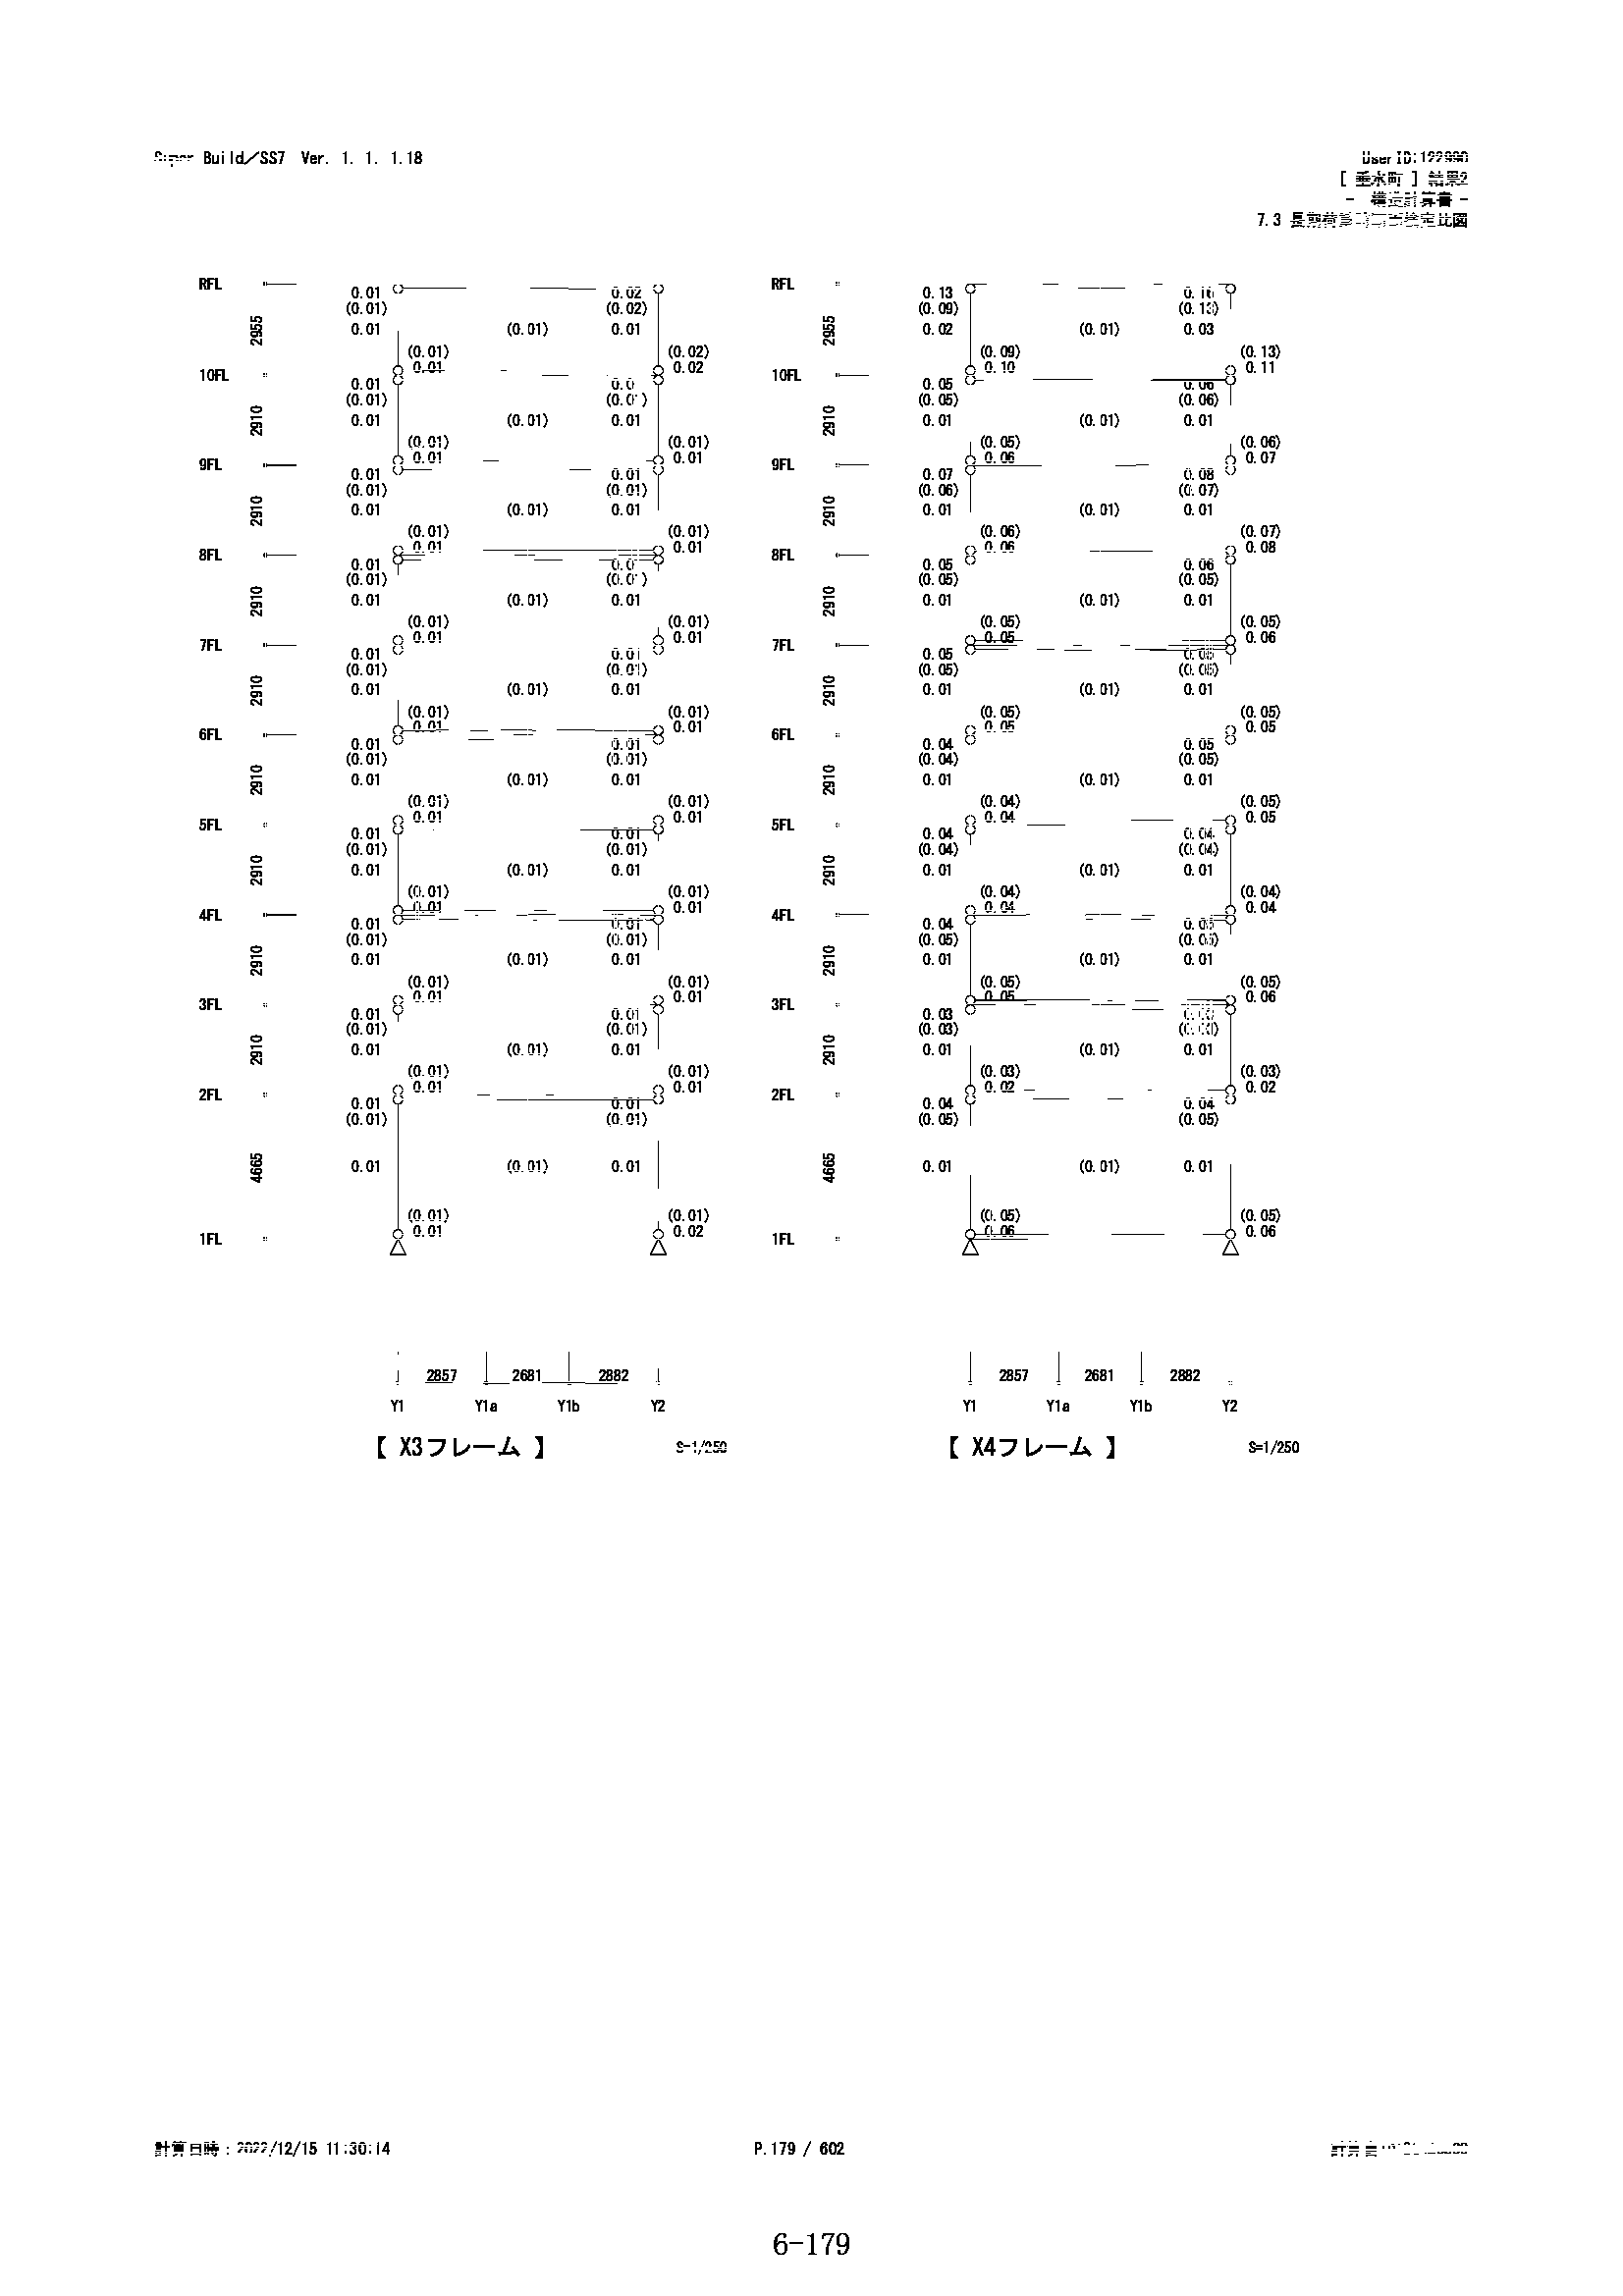 Super Build/SS7 Ver. 1. 1. 1.18
User ID:122990
[ 垂水町 ] 結果2
- 構造計算書 -
7.3
RFL 0.01 0.02 RFL 0.13 0.16
(0.01) (0.02) (0.09) (0.13)
2955 0.01 (0.01) 0.01 2955 0.02 (0.01) 0.03
(0.01) (0.02) (0.09) (0.13)
0.01 0.02 0.10 0.11
10FL 0.01 10FL 0.05 0.06
(0.01) (0.01) (0.05) (0.06)
2910 0.01 (0.01) 0.01 2910 0.01 (0.01) 0.01
(0.01) (0.01) (0.05) (0.06)
0.01 0.01 0.06 0.07
9FL 0.01 0.01 9FL 0.07 0.08
(0.01) (0.01) (0.06) (0.07)
2910 0.01 (0.01) 0.01 2910 0.01 (0.01) 0.01
(0.01) (0.01) (0.06) (0.07)
0.01 0.01 0.06 0.08
8FL 0.01 8FL 0.05 0.06
(0.01) (0.01) (0.05) (0.05)
2910 0.01 (0.01) 0.01 2910 0.01 (0.01) 0.01
(0.01) (0.01) (0.05) (0.05)
0.01 0.01 0.05 0.06
7FL 0.01 0.01 7FL 0.05
(0.01) (0.01) (0.05)
2910 0.01 (0.01) 0.01 2910 0.01 (0.01) 0.01
(0.01) (0.01) (0.05) (0.05)
0.01 0.01 0.05 0.05
6FL 0.01 0.01 6FL 0.04 0.05
(0.01) (0.01) (0.04) (0.05)
2910 0.01 (0.01) 0.01 2910 0.01 (0.01) 0.01
(0.01) (0.01) (0.04) (0.05)
0.01 0.01 0.04 0.05
5FL 0.01 0.01 5FL 0.04 0.04
(0.01) (0.01) (0.04) (0.04)
2910 0.01 (0.01) 0.01 2910 0.01 (0.01) 0.01
(0.01) (0.01) (0.04) (0.04)
0.01 0.01 0.04 0.04
4FL 0.01 0.01 4FL 0.04
(0.01) (0.01) (0.05)
2910 0.01 (0.01) 0.01 2910 0.01 (0.01) 0.01
(0.01) (0.01) (0.05) (0.05)
0.01 0.01 0.05 0.06
3FL 0.01 0.01 3FL 0.03
(0.01) (0.01) (0.03)
2910 0.01 (0.01) 0.01 2910 0.01 (0.01) 0.01
(0.01) (0.01) (0.03) (0.03)
0.01 0.01 0.02 0.02
2FL 0.01 0.01 2FL 0.04 0.04
(0.01) (0.01) (0.05) (0.05)
4665 0.01 (0.01) 0.01 4665 0.01 (0.01) 0.01
(0.01) (0.01) (0.05) (0.05)
0.01 0.02 0.06 0.06
1FL 1FL
2857 2681 2882 2857 2681 2882
Y1 Y1a Y1b Y2 Y1 Y1a Y1b Y2
【 X3フレーム 】 S=1/250 【 X4フレーム 】 S=1/250
計算日時 : 2022/12/15 11:30:14
P.179 / 602
6-179